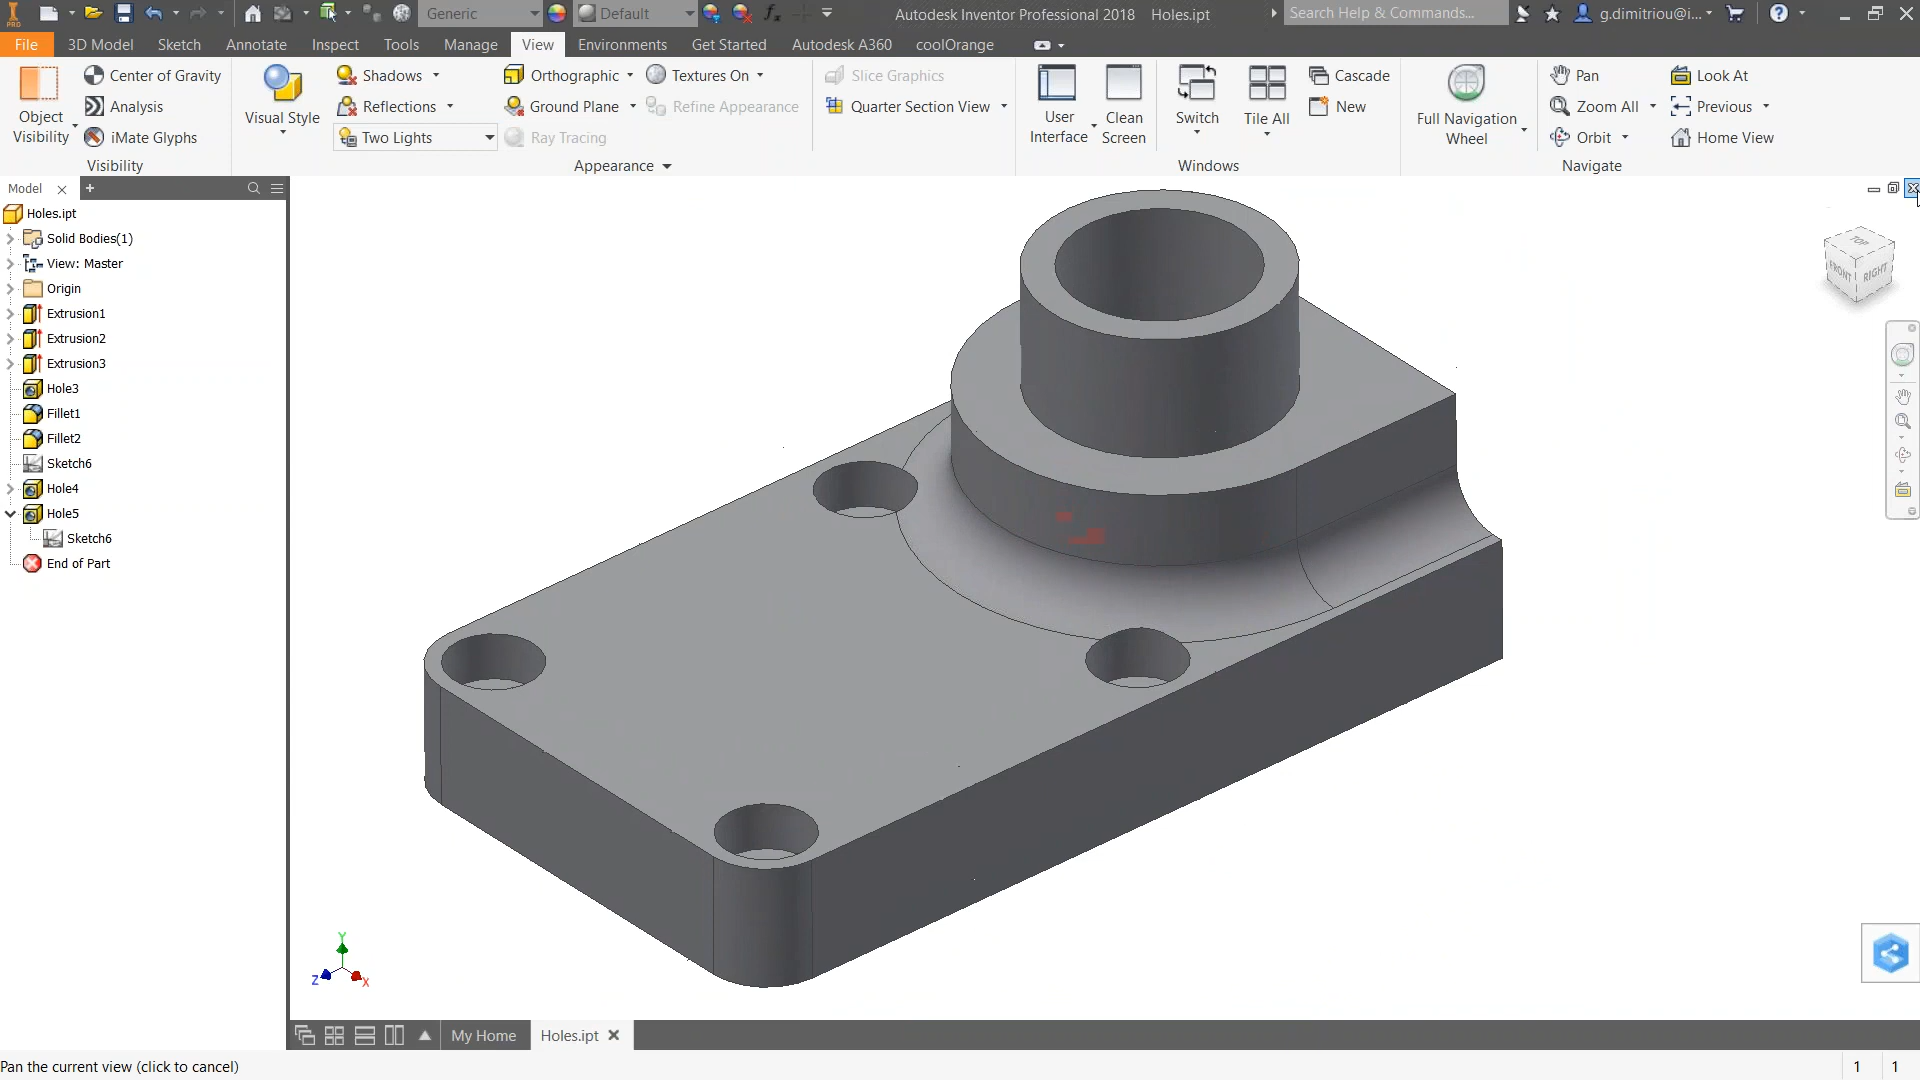 PRO Generic Default fx Autodesk Inventor Professional 2018 Holes.ipt Search Help & Commands... g.dimitriou@i...
File 3D Model Sketch Annotate Inspect Tools Manage View Environments Get Started Autodesk A360 coolOrange
Center of Gravity Shadows Orthographic Textures On Slice Graphics Cascade Pan Look At
Analysis Reflections Ground Plane Refine Appearance Quarter Section View New Zoom All Previous
iMate Glyphs Two Lights Ray Tracing Orbit Home View
Object Visibility Visual Style User Interface Clean Screen Switch Tile All Full Navigation Wheel
Visibility Appearance Windows Navigate
Model
Holes.ipt
Solid Bodies(1)
View: Master
Origin
Extrusion1
Extrusion2
Extrusion3
Hole3
Fillet1
Fillet2
Sketch6
Hole4
Hole5
Sketch6
End of Part
TOP
FRONT RIGHT
Y
Z X
My Home Holes.ipt
Pan the current view (click to cancel) 1 1